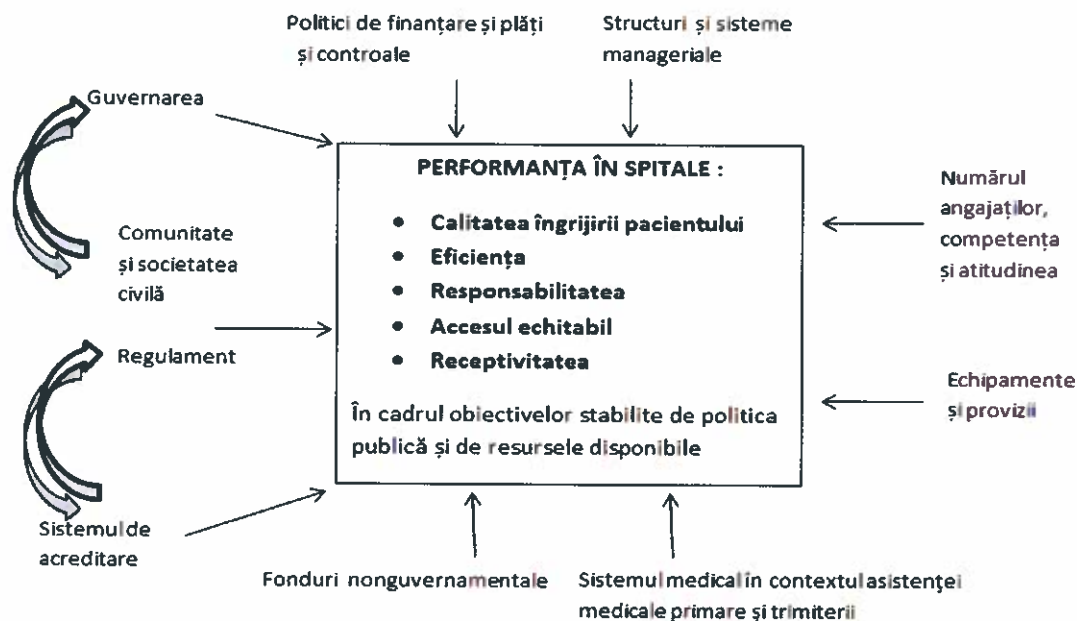 Politici de finanțare și plăți
și controale
Structuri și sisteme
manageriale
Guvernarea
PERFORMANȚA ÎN SPITALE :
• Calitatea îngrijirii pacientului
• Eficiența
• Responsabilitatea
• Accesul echitabil
• Receptivitatea
În cadrul obiectivelor stabilite de politica
publică și de resursele disponibile
Numărul
angajaților,
competența
și atitudinea
Comunitate
și societatea
civilă
Regulament
Echipamente
și provizii
Sistemul de
acreditare
Fonduri nonguvernamentale
Sistemul medical în contextul asistenței
medicale primare și trimiterii